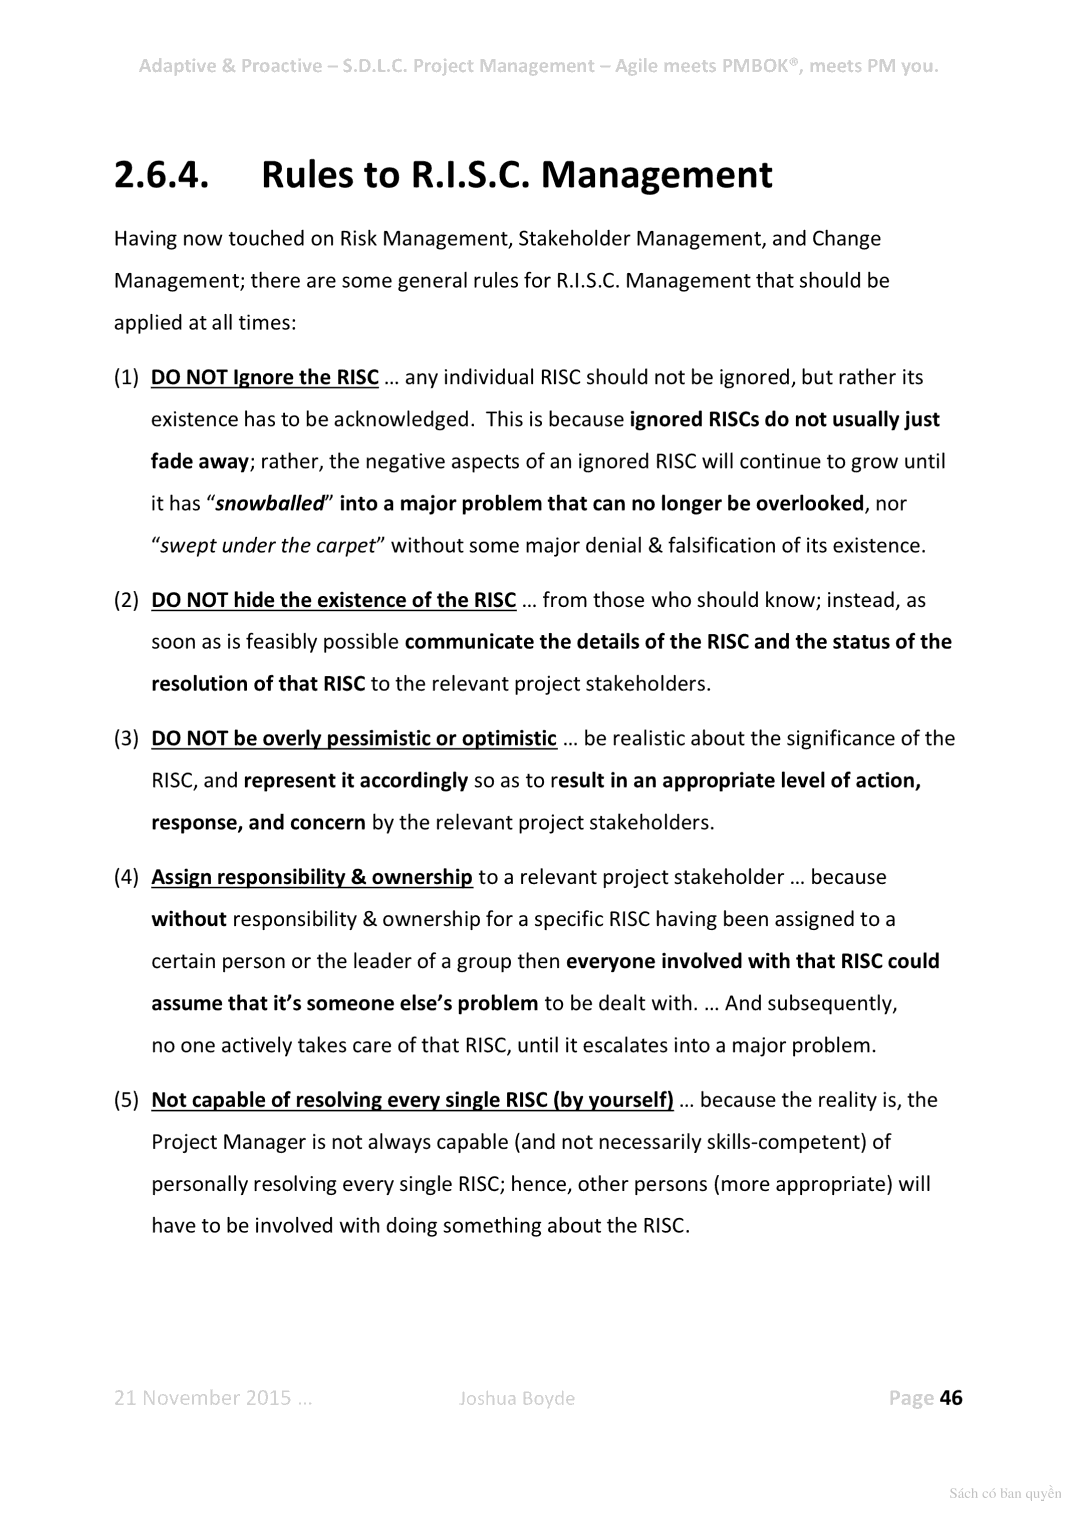 Adaptive & Proactive – S.D.L.C. Project Management – Agile meets PMBOK®, meets PM you.
2.6.4. Rules to R.I.S.C. Management
Having now touched on Risk Management, Stakeholder Management, and Change
Management; there are some general rules for R.I.S.C. Management that should be
applied at all times:
(1) DO NOT Ignore the RISC … any individual RISC should not be ignored, but rather its
existence has to be acknowledged. This is because ignored RISCs do not usually just
fade away; rather, the negative aspects of an ignored RISC will continue to grow until
it has “snowballed” into a major problem that can no longer be overlooked, nor
“swept under the carpet” without some major denial & falsification of its existence.
(2) DO NOT hide the existence of the RISC … from those who should know; instead, as
soon as is feasibly possible communicate the details of the RISC and the status of the
resolution of that RISC to the relevant project stakeholders.
(3) DO NOT be overly pessimistic or optimistic … be realistic about the significance of the
RISC, and represent it accordingly so as to result in an appropriate level of action,
response, and concern by the relevant project stakeholders.
(4) Assign responsibility & ownership to a relevant project stakeholder … because
without responsibility & ownership for a specific RISC having been assigned to a
certain person or the leader of a group then everyone involved with that RISC could
assume that it’s someone else’s problem to be dealt with. … And subsequently,
no one actively takes care of that RISC, until it escalates into a major problem.
(5) Not capable of resolving every single RISC (by yourself) … because the reality is, the
Project Manager is not always capable (and not necessarily skills-competent) of
personally resolving every single RISC; hence, other persons (more appropriate) will
have to be involved with doing something about the RISC.
21 November 2015 … Joshua Boyde Page 46
Sách có bản quyền